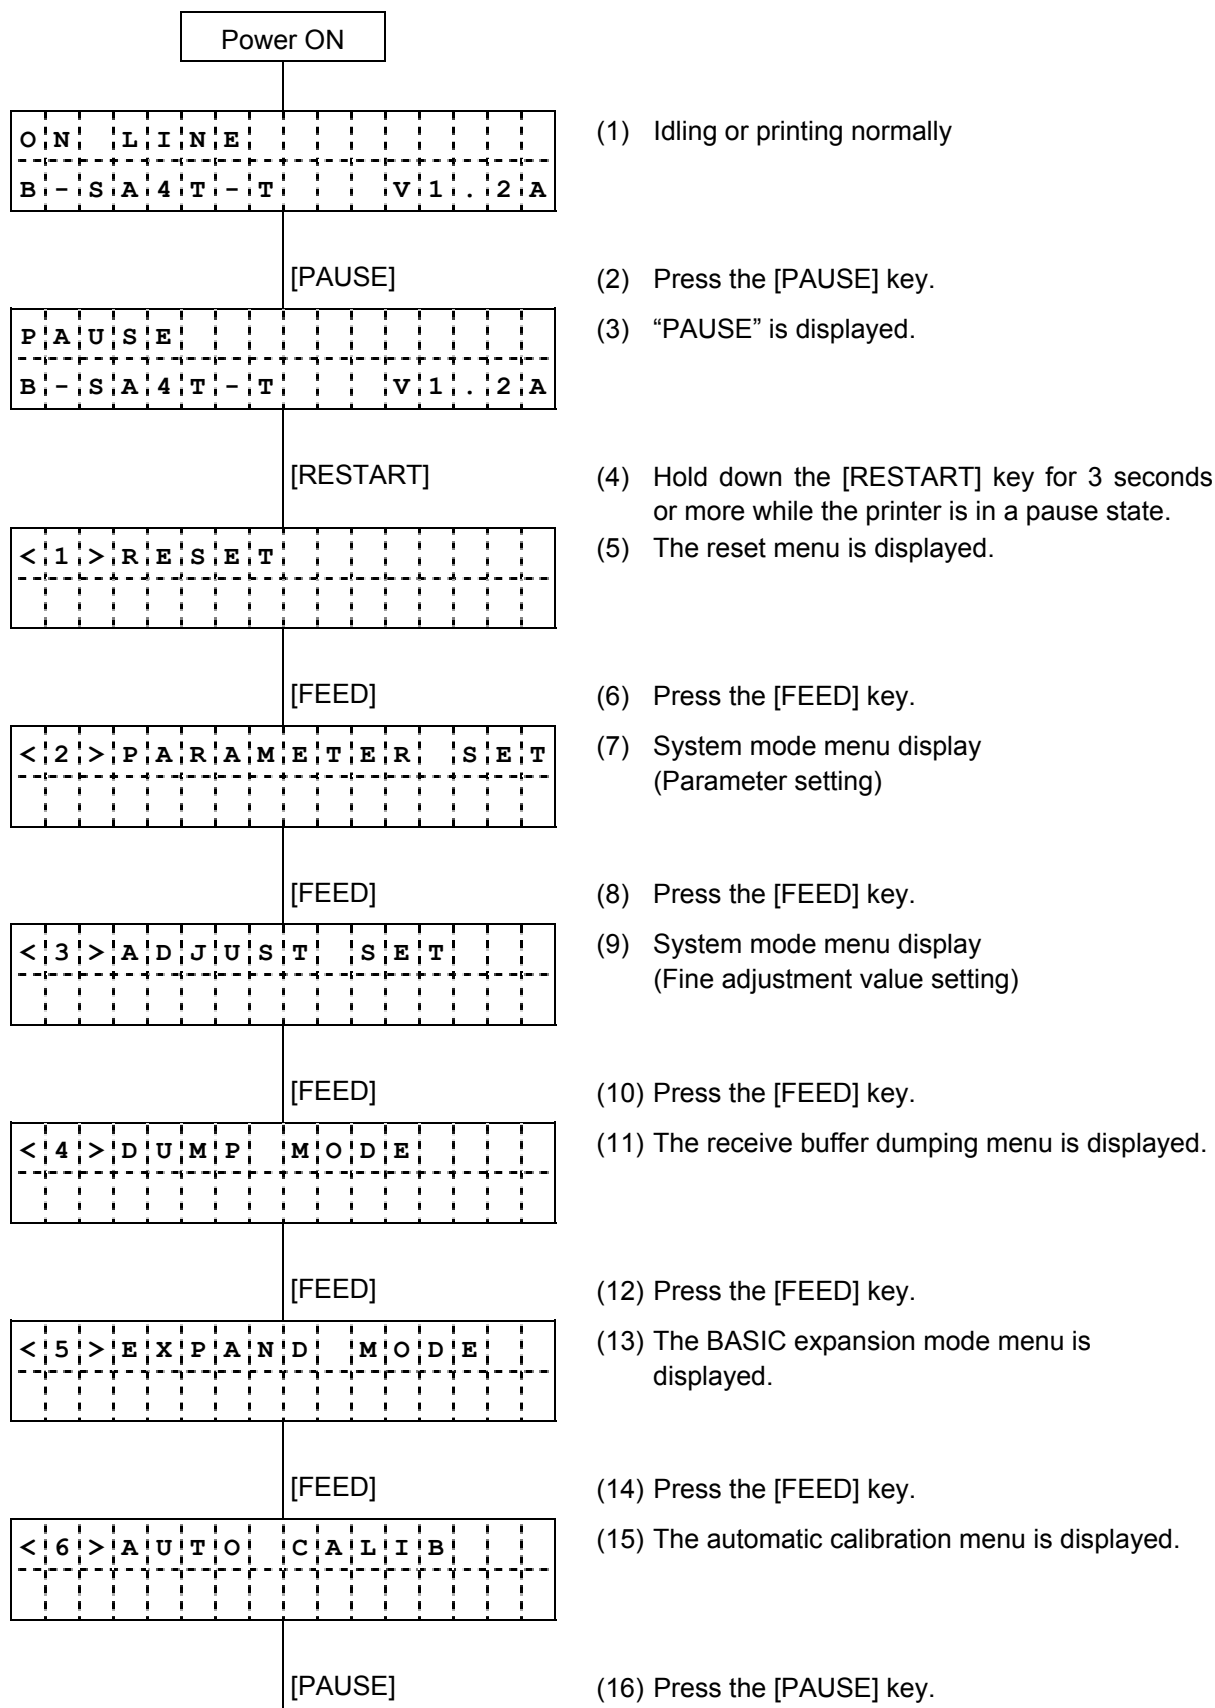 Power ON
ON LINE
(1) Idling or printing normally
B-SA4T-T   V1.2A
[PAUSE]
(2) Press the [PAUSE] key.
PAUSE
(3) “PAUSE” is displayed.
B-SA4T-T   V1.2A
[RESTART]
(4) Hold down the [RESTART] key for 3 seconds
or more while the printer is in a pause state.
<1>RESET
(5) The reset menu is displayed.
[FEED]
(6) Press the [FEED] key.
<2>PARAMETER SET
(7) System mode menu display
(Parameter setting)
[FEED]
(8) Press the [FEED] key.
<3>ADJUST SET
(9) System mode menu display
(Fine adjustment value setting)
[FEED]
(10) Press the [FEED] key.
<4>DUMP MODE
(11) The receive buffer dumping menu is displayed.
[FEED]
(12) Press the [FEED] key.
<5>EXPAND MODE
(13) The BASIC expansion mode menu is
displayed.
[FEED]
(14) Press the [FEED] key.
<6>AUTO CALIB
(15) The automatic calibration menu is displayed.
[PAUSE]
(16) Press the [PAUSE] key.